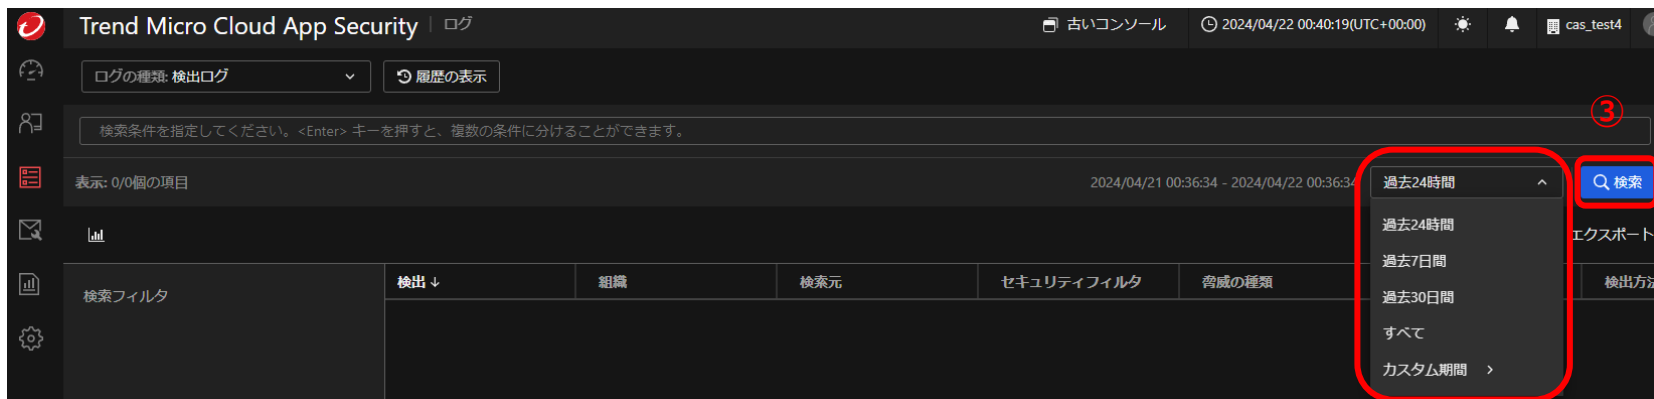 Trend Micro Cloud App Security ログ 古いコンソール 2024/04/22 00:40:19(UTC+00:00) cas_test4
ログの種類: 検出ログ 履歴の表示
③
検索条件を指定してください。<Enter> キーを押すと、複数の条件に分けることができます。
表示: 0/0個の項目 2024/04/21 00:36:34 - 2024/04/22 00:36:34 過去24時間 検索
過去24時間
エクスポート
過去7日間
検索フィルタ 検出↓ 組織 検索元 セキュリティフィルタ 脅威の種類 検出方法
過去30日間
すべて
カスタム期間 >